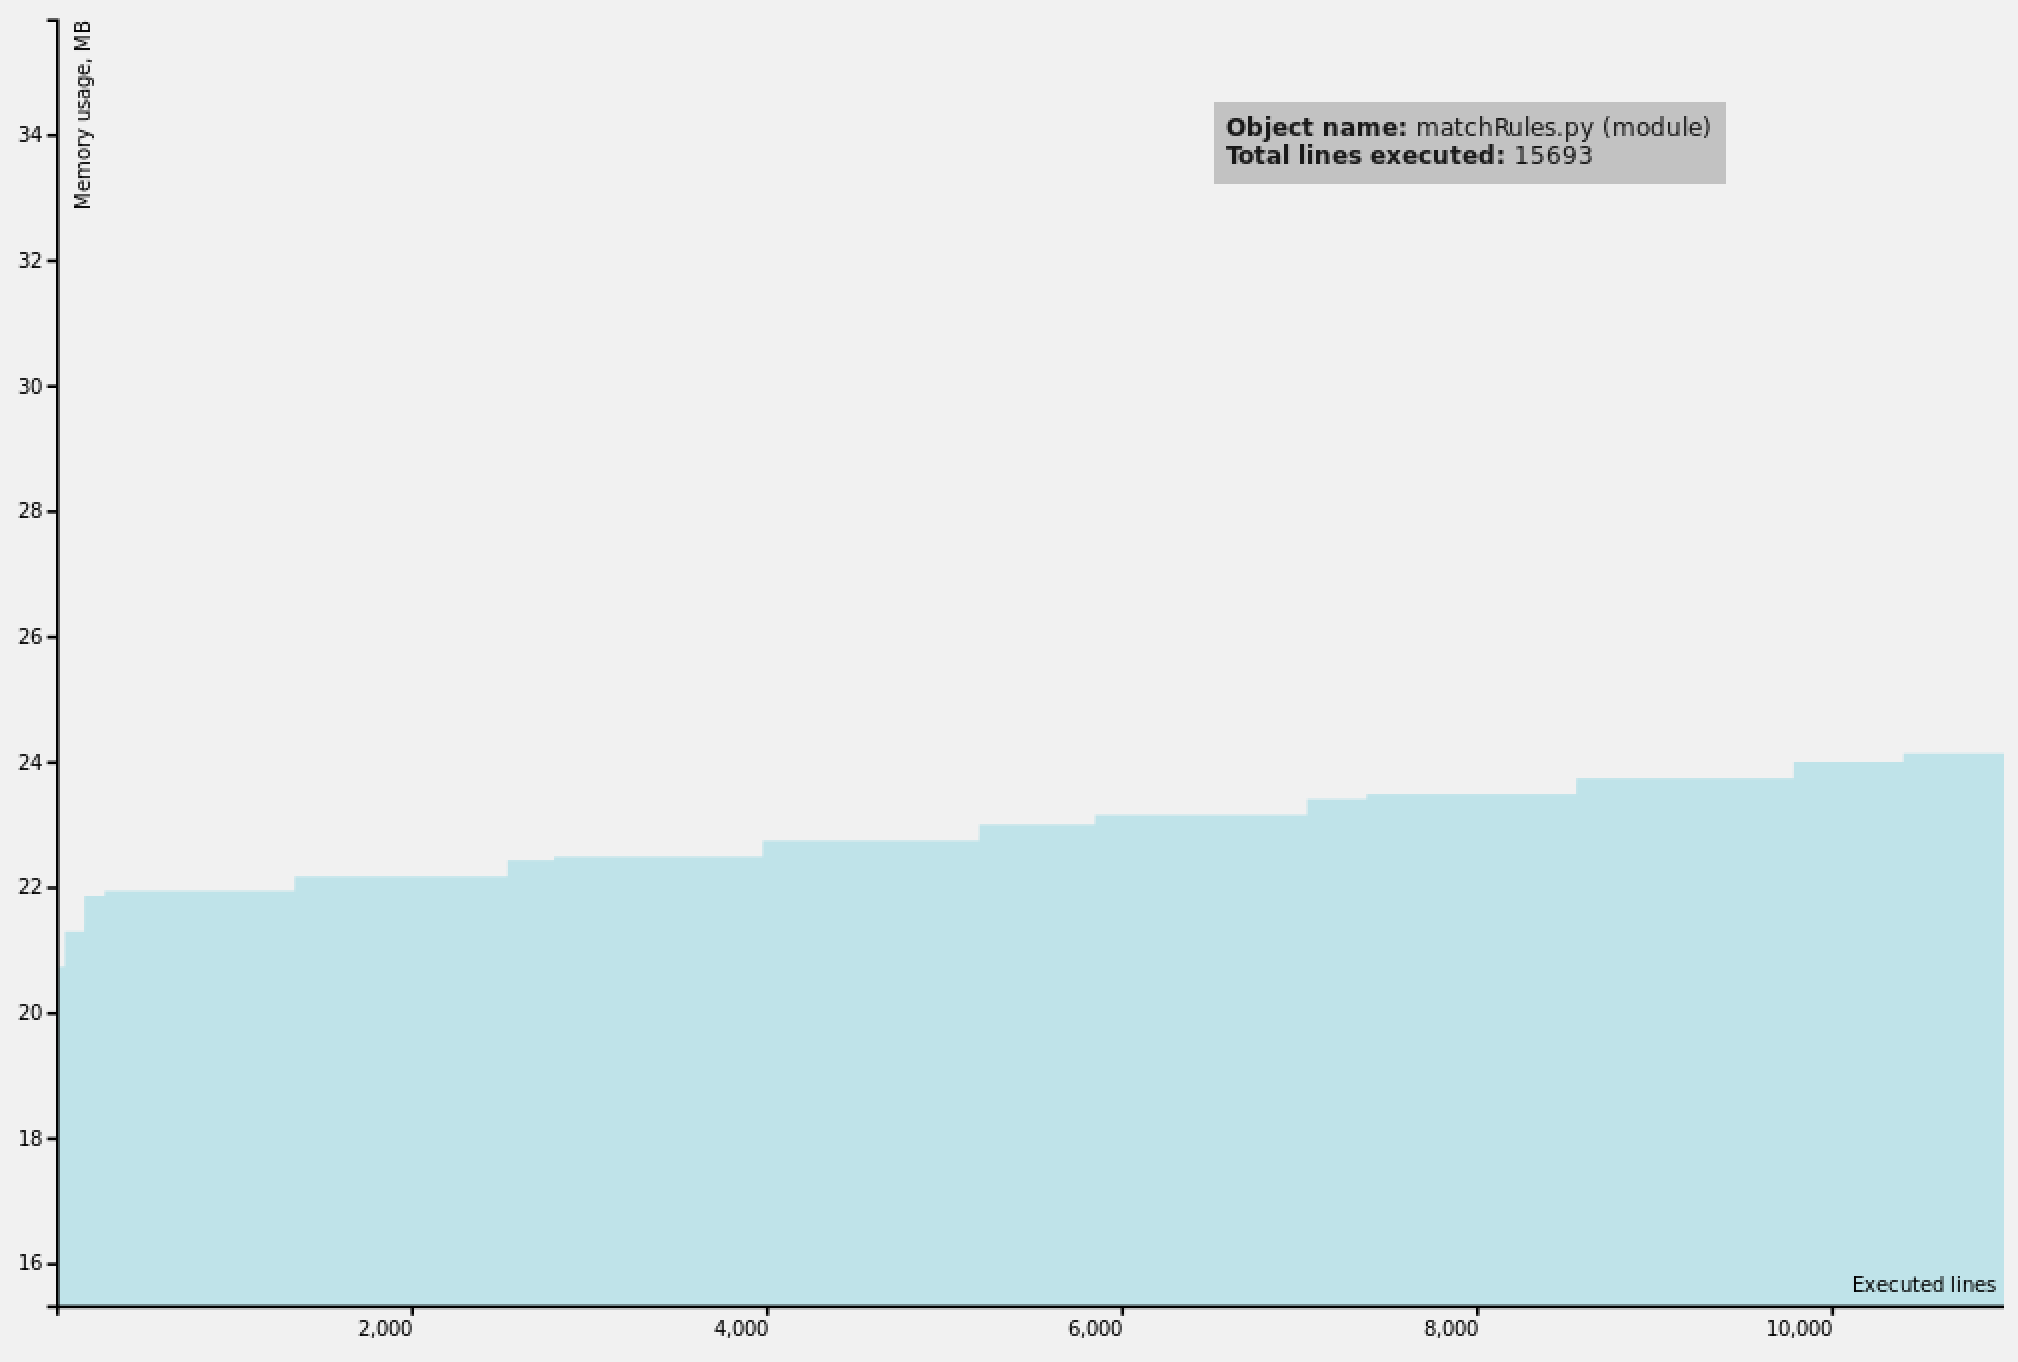 Memory usage, MB
Object name: matchRules.py (module)
Total lines executed: 15693
34
32
30
28
26
24
22
20
18
16
Executed lines
2,000 4,000 6,000 8,000 10,000